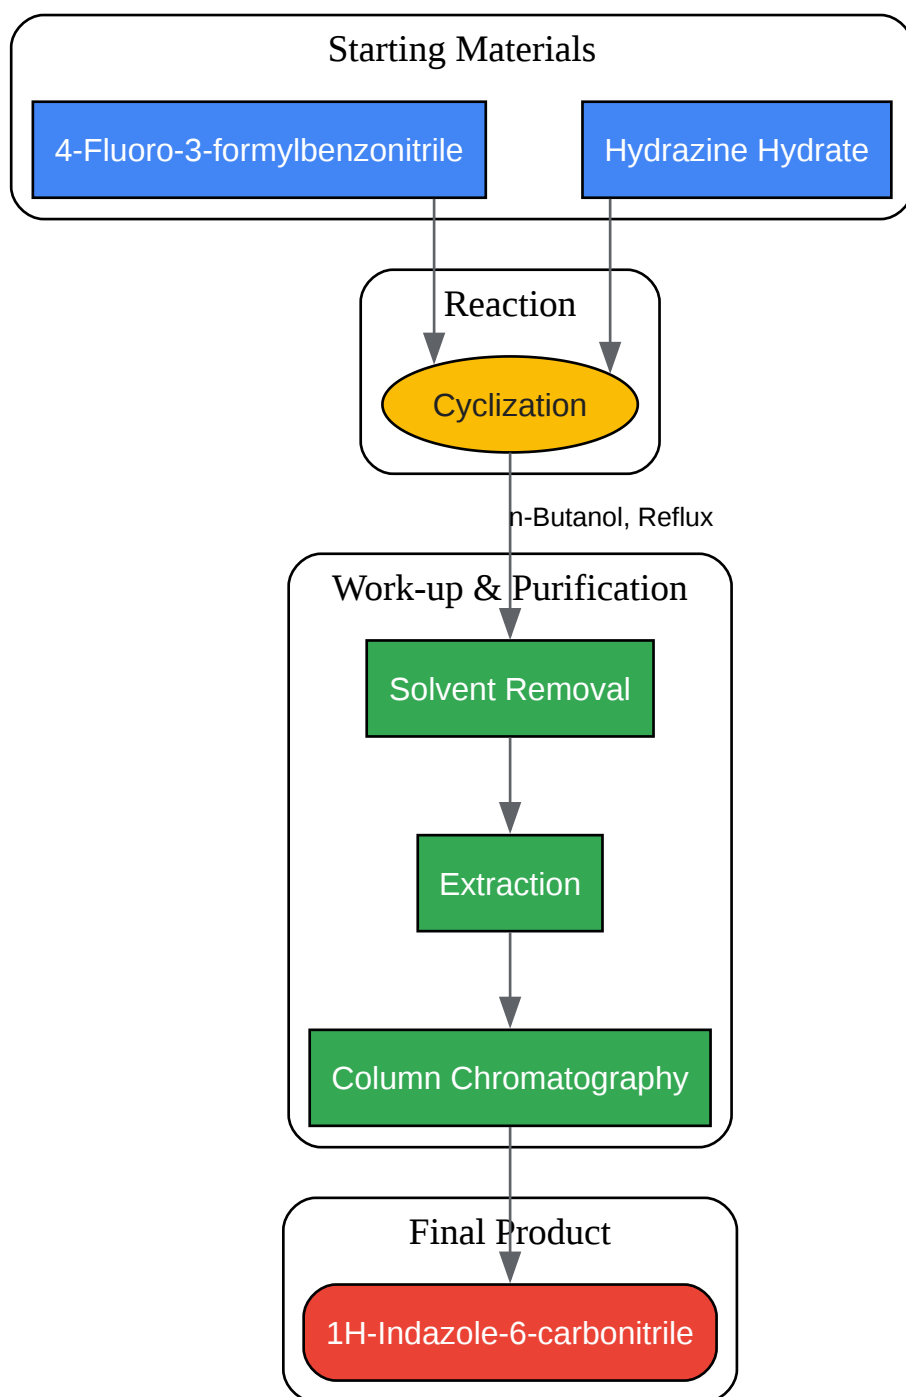 Starting Materials
4-Fluoro-3-formylbenzonitrile
Hydrazine Hydrate
Reaction
Cyclization
n-Butanol, Reflux
Work-up & Purification
Solvent Removal
Extraction
Column Chromatography
Final Product
1H-Indazole-6-carbonitrile